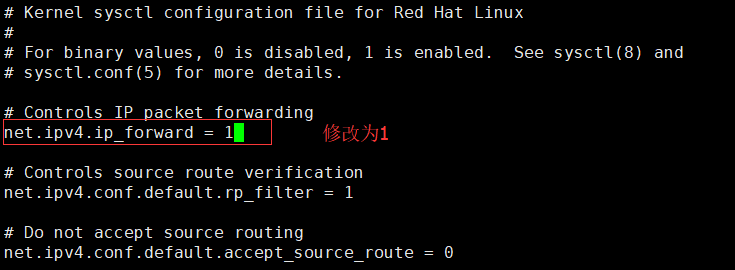 # Kernel sysctl configuration file for Red Hat Linux
#
# For binary values, 0 is disabled, 1 is enabled.  See sysctl(8) and
# sysctl.conf(5) for more details.
# Controls IP packet forwarding
net.ipv4.ip_forward = 1 修改为1
# Controls source route verification
net.ipv4.conf.default.rp_filter = 1
# Do not accept source routing
net.ipv4.conf.default.accept_source_route = 0